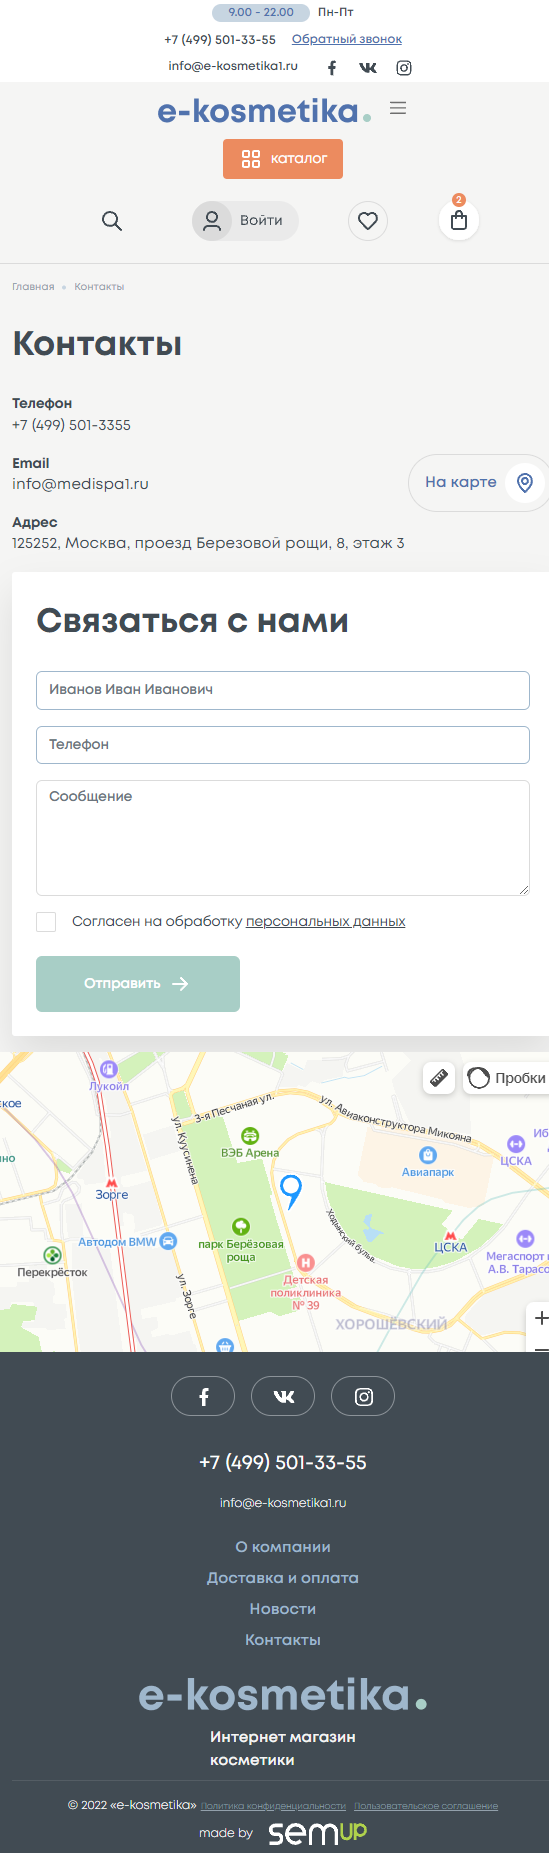 9.00 - 22.00 Пн-Пт
+7 (499) 501-33-55 Обратный звонок
info@e-kosmetika1.ru
e-kosmetika.
каталог
2
Войти
Главная Контакты
Контакты
Телефон
+7 (499) 501-3355
Email
info@medispa1.ru
На карте
Адрес
125252, Москва, проезд Березовой рощи, 8, этаж 3
Связаться с нами
Иванов Иван Иванович
Телефон
Сообщение
Согласен на обработку персональных данных
Отправить
Пробки
Лукойл
ское
3-я Песчаная ул.
ул. Авиаконструктора Микояна
ул. Куусинена
ВЭБ Арена
Авиапарк
ЦСКА
Иб
но
Зорге
Ходынский бульв.
Автодом BMW
парк Берёзовая
роща
ЦСКА
Мегаспорт
А.В. Тарасо
Перекрёсток
Детская
поликлиника
№ 39
ул. Зорге
ХОРОШЁВСКИЙ
+7 (499) 501-33-55
info@e-kosmetika1.ru
О компании
Доставка и оплата
Новости
Контакты
e-kosmetika.
Интернет магазин
косметики
© 2022 «e-kosmetika» Политика конфиденциальности Пользовательское соглашение
made by semup